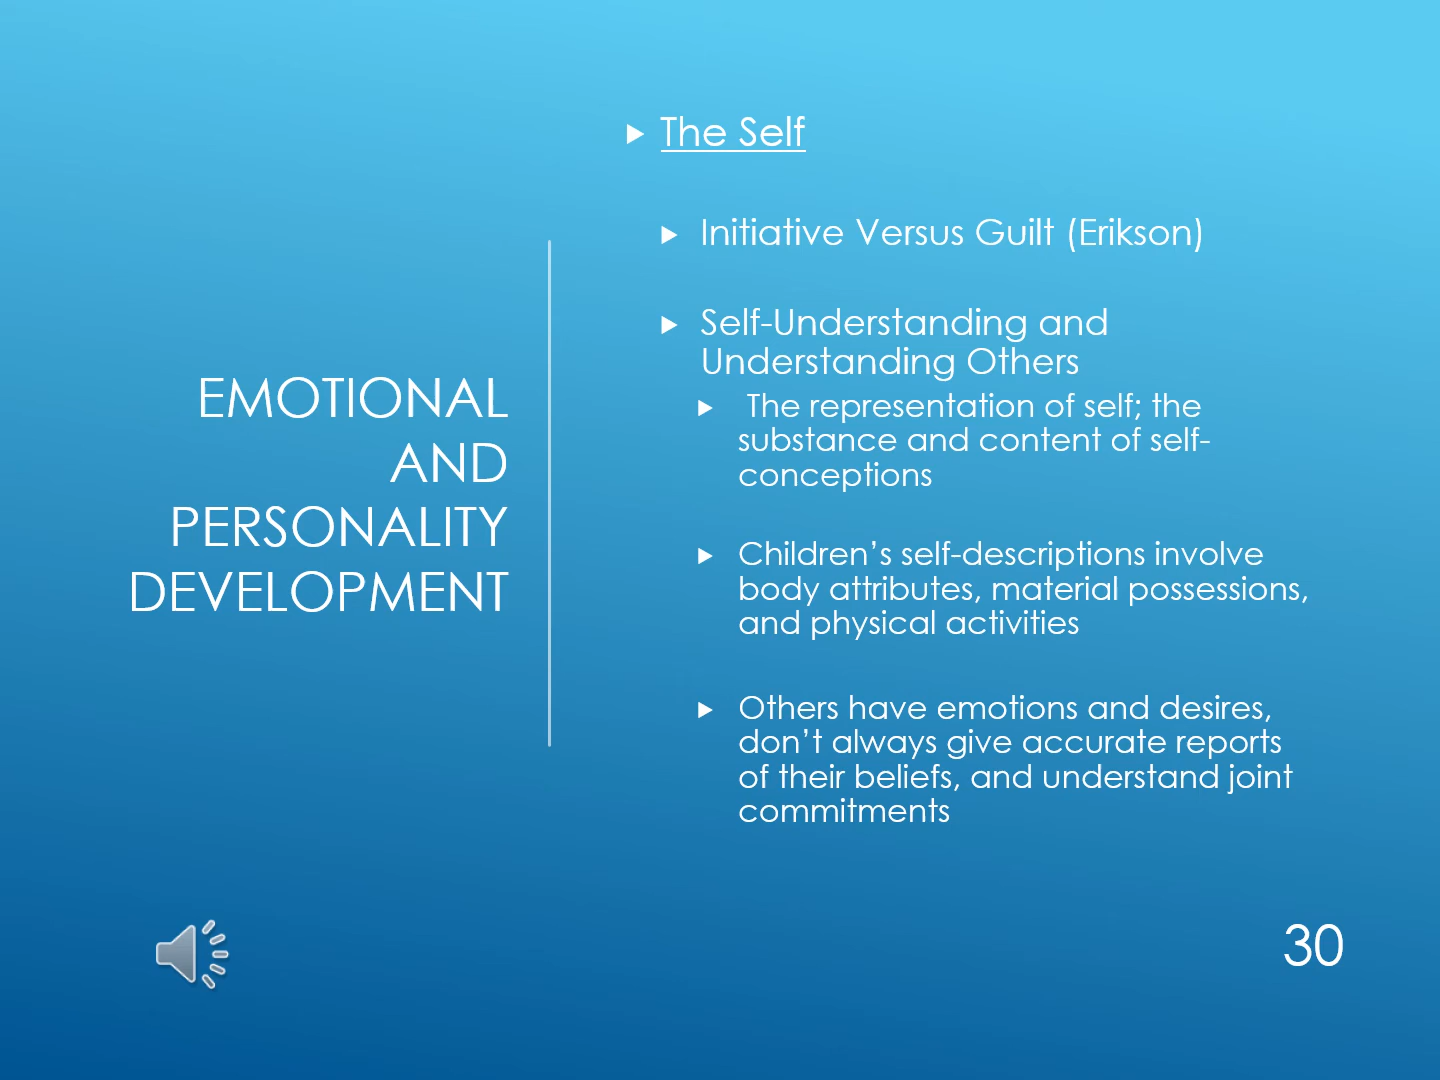 EMOTIONAL
AND
PERSONALITY
DEVELOPMENT
The Self
Initiative Versus Guilt (Erikson)
Self-Understanding and
Understanding Others
The representation of self; the
substance and content of self-
conceptions
Children’s self-descriptions involve
body attributes, material possessions,
and physical activities
Others have emotions and desires,
don’t always give accurate reports
of their beliefs, and understand joint
commitments
30